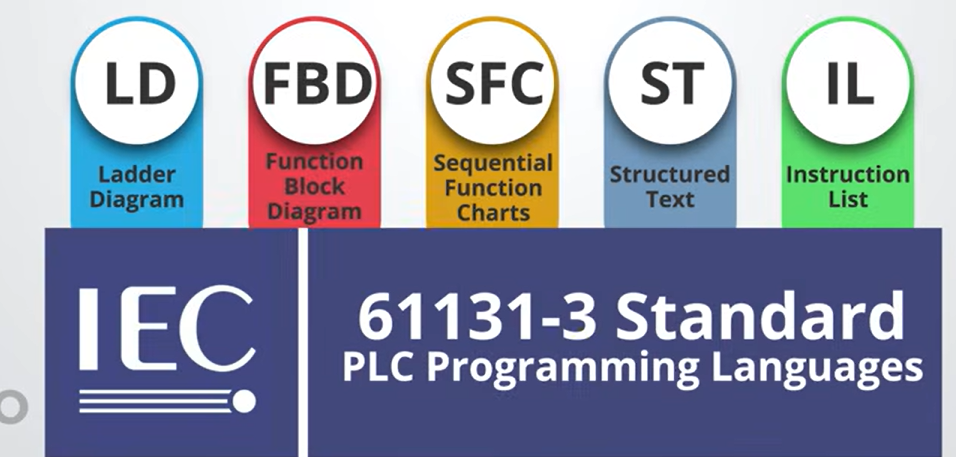 LD
FBD
SFC
ST
IL
Ladder
Diagram
Function
Block
Diagram
Sequential
Function
Charts
Structured
Text
Instruction
List
IEC
61131-3 Standard
PLC Programming Languages